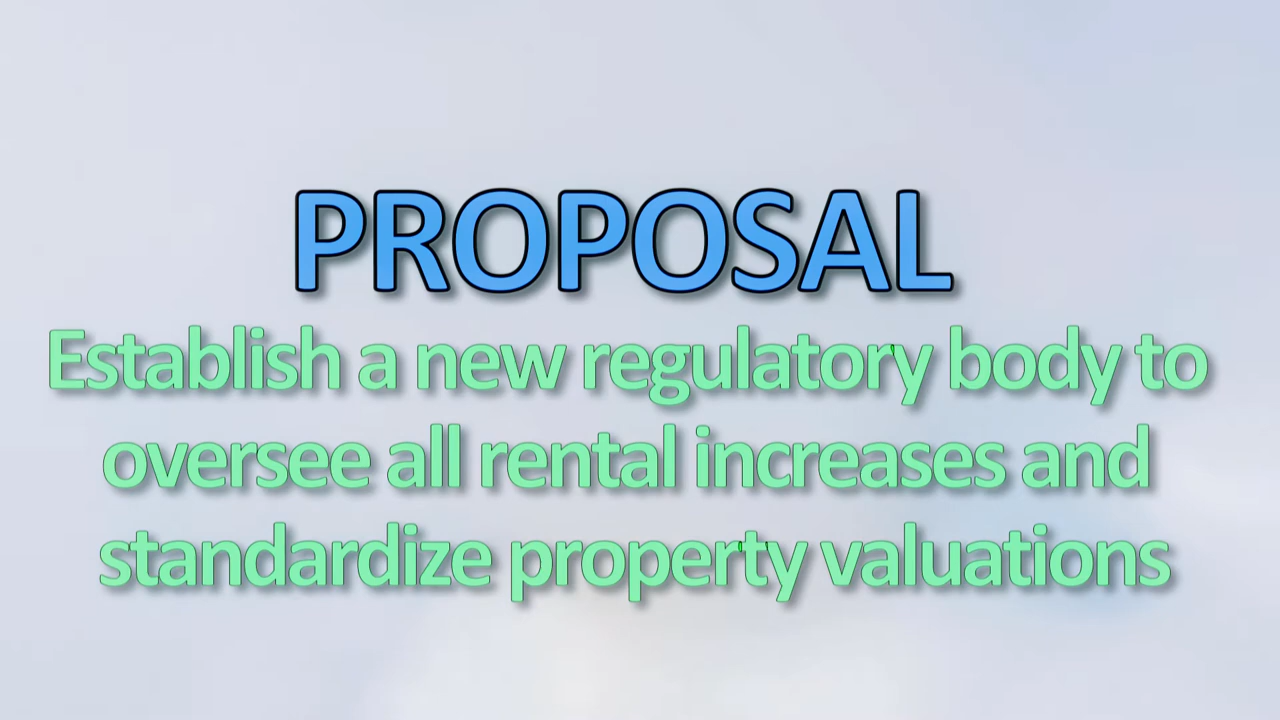 PROPOSAL
Establish a new regulatory body to
oversee all rental increases and
standardize property valuations